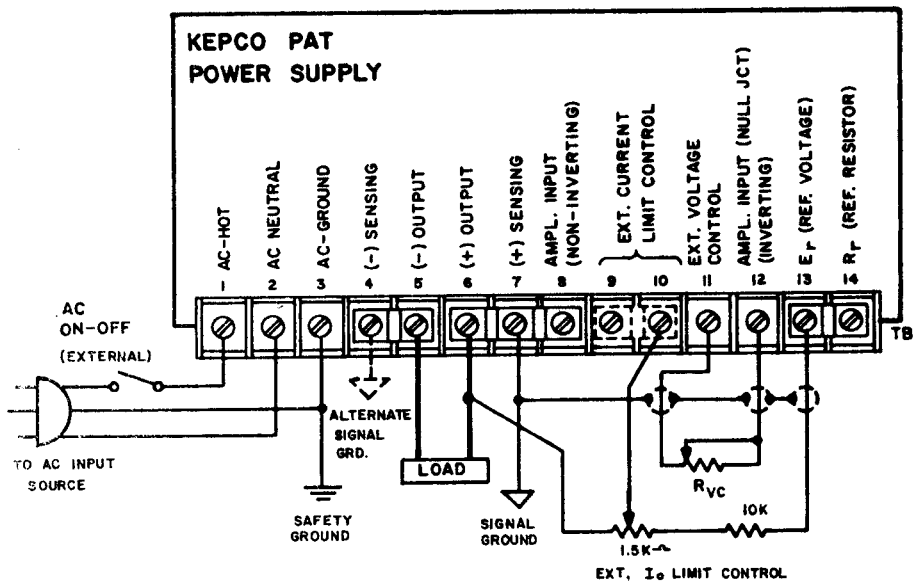 KEPCO PAT
POWER SUPPLY
AC-HOT
AC NEUTRAL
AC-GROUND
(-) SENSING
(-) OUTPUT
(+) OUTPUT
(+) SENSING
AMPL. INPUT
(NON-INVERTING)
EXT. CURRENT
LIMIT CONTROL
EXT. VOLTAGE
CONTROL
AMPL. INPUT (NULL JCT)
(INVERTING)
Er (REF. VOLTAGE)
Rr (REF. RESISTOR)
1 2 3 4 5 6 7 8 9 10 11 12 13 14
TB
AC
ON-OFF
(EXTERNAL)
TO AC INPUT
SOURCE
ALTERNATE
SIGNAL
GRD.
LOAD
SAFETY
GROUND
SIGNAL
GROUND
RVC
10K
1.5K
EXT, Io LIMIT CONTROL